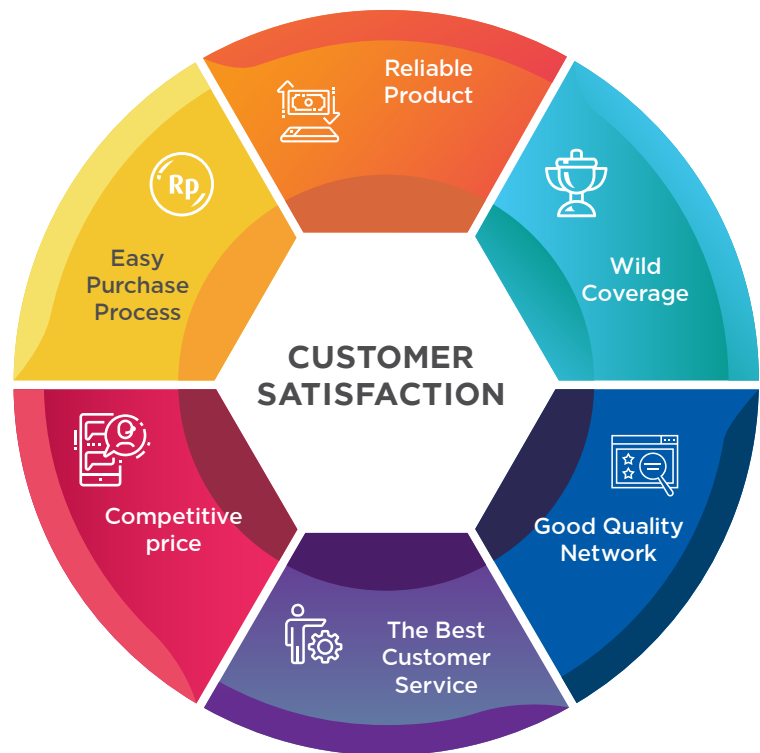 Reliable
Product
Wild
Coverage
Good Quality
Network
The Best
Customer
Service
Competitive
price
Easy
Purchase
Process
Rp
CUSTOMER
SATISFACTION